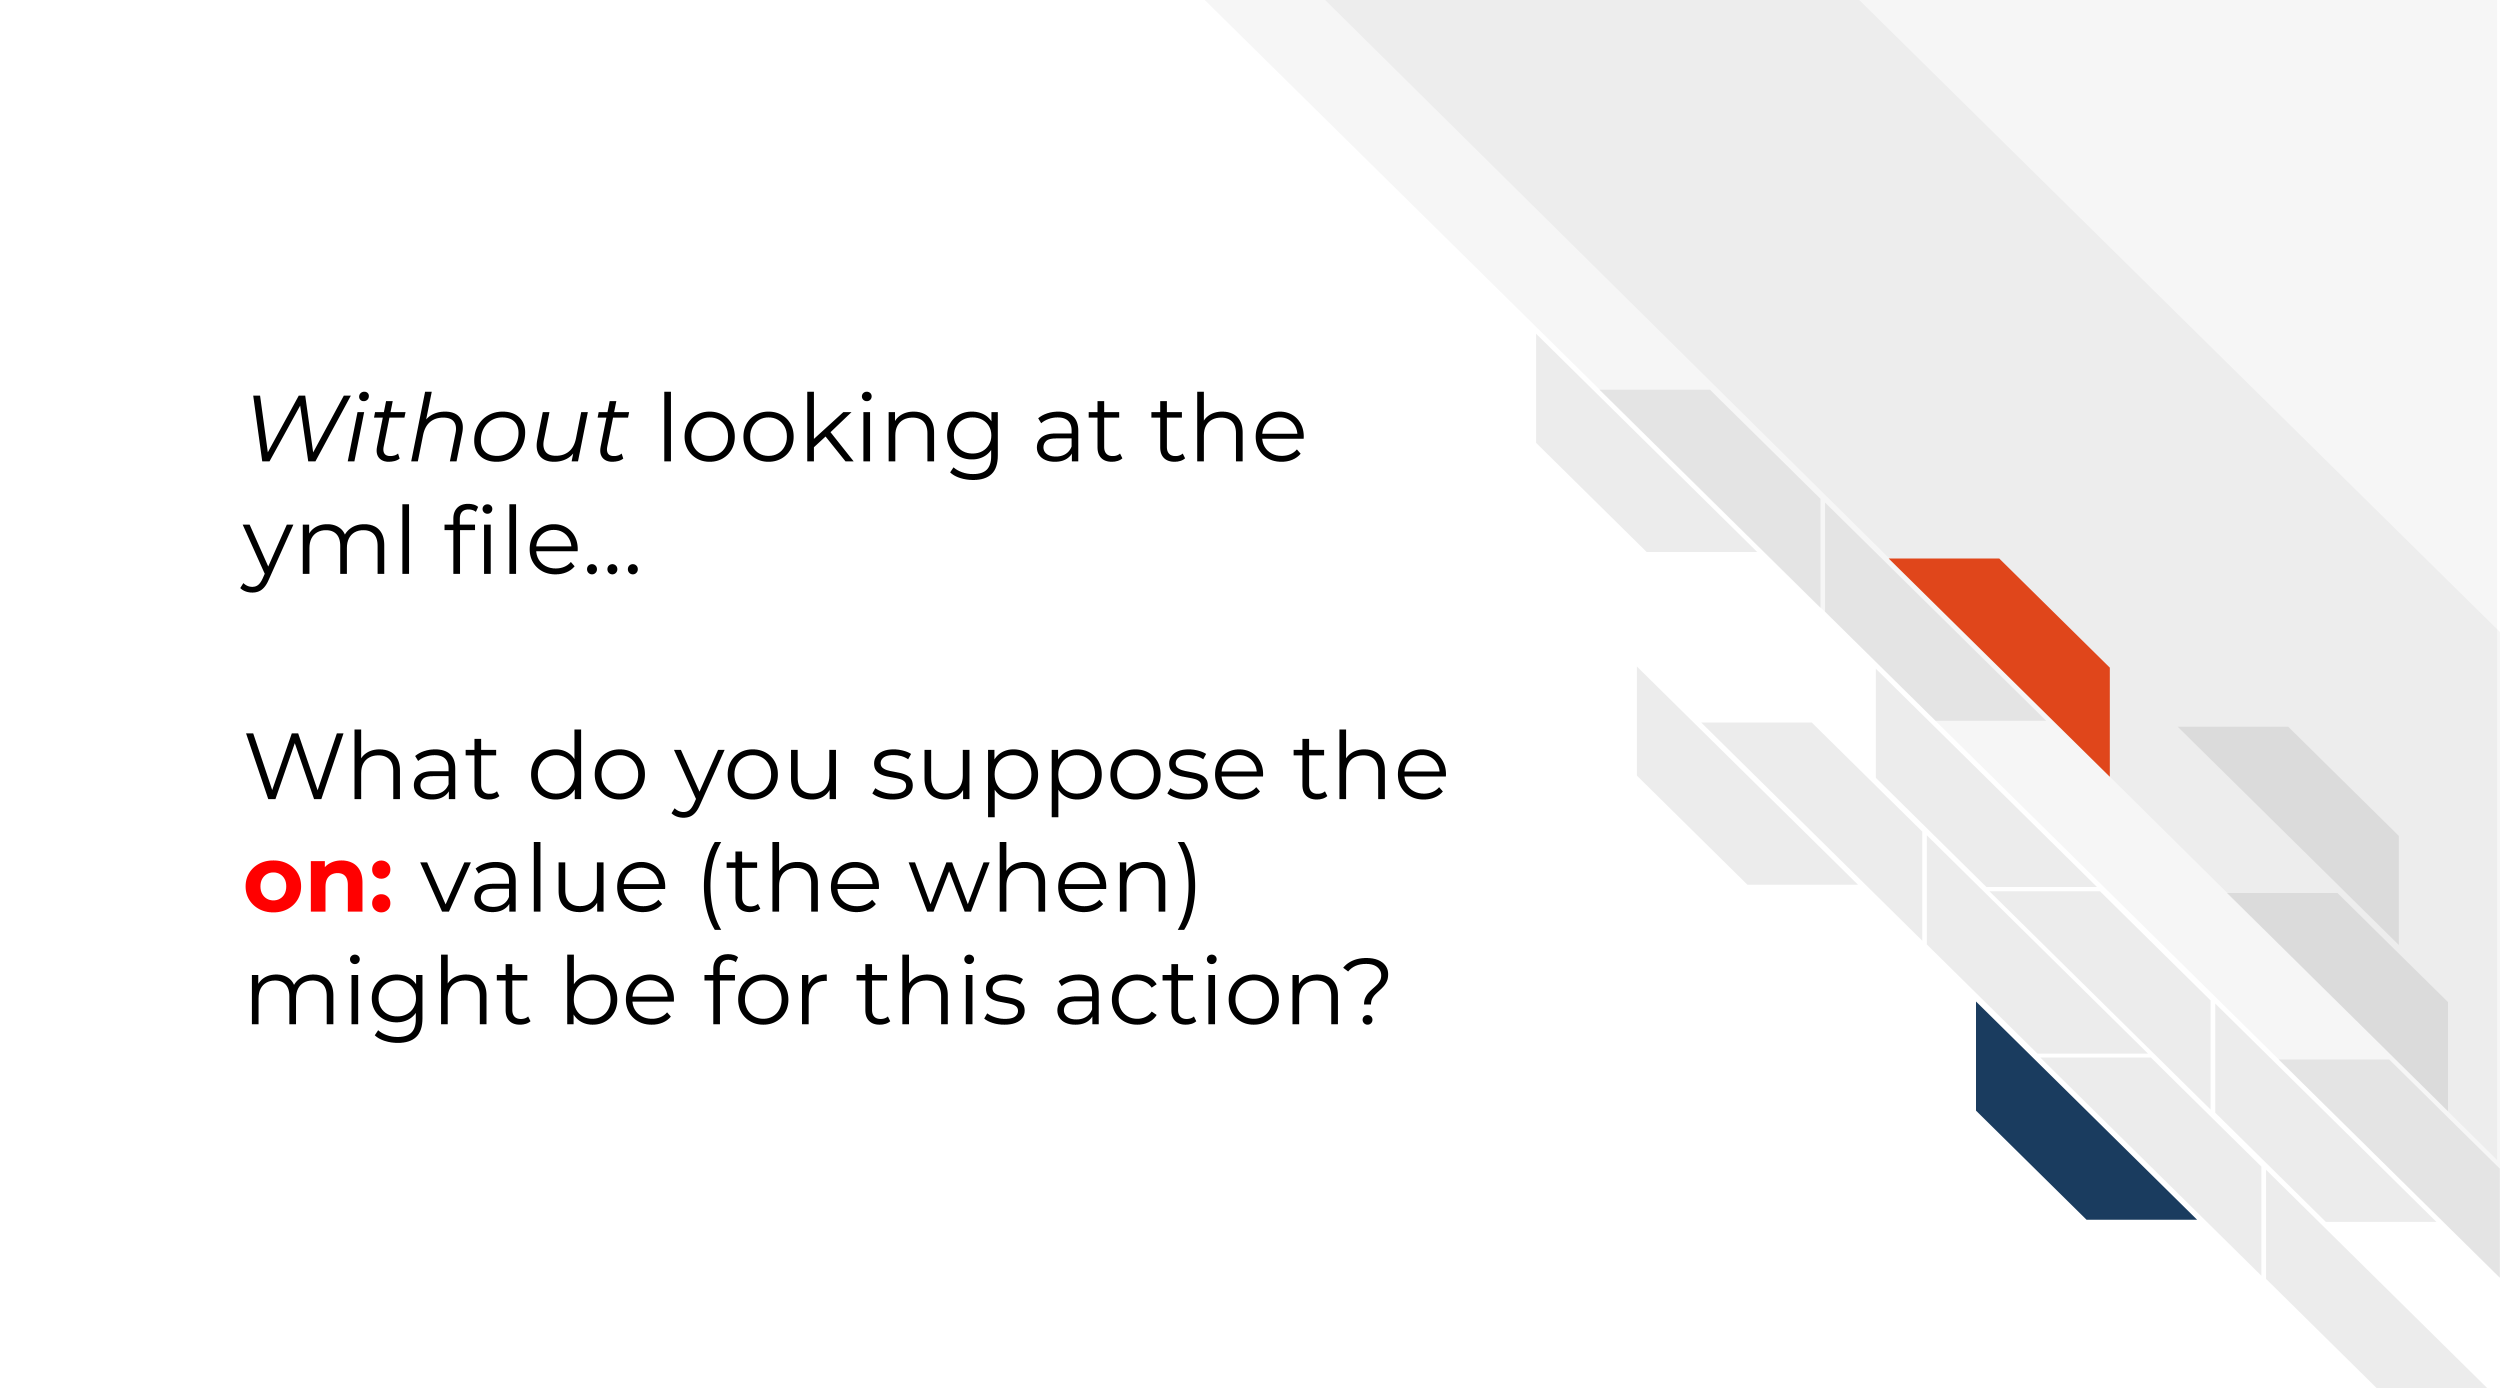 Without looking at the
yml file...
What do you suppose the
on: value (the when)
might be for this action?